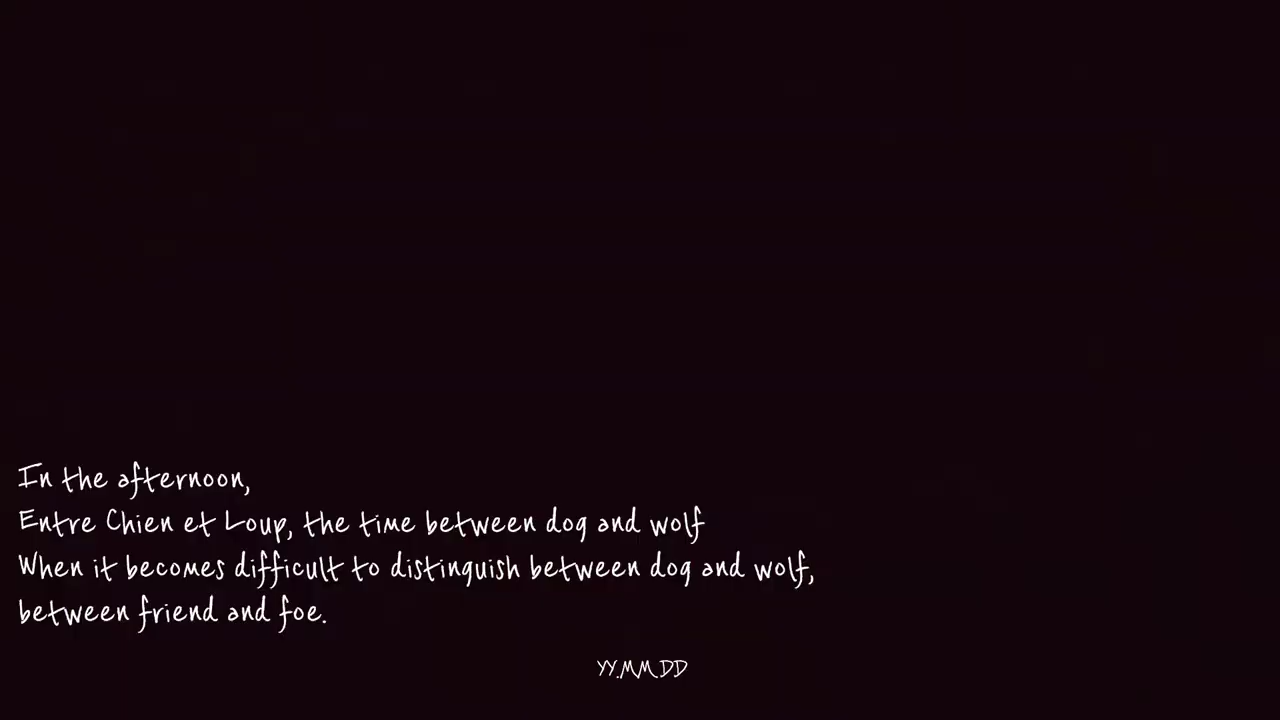 In the afternoon,
Entre Chien et Loup, the time between dog and wolf
When it becomes difficult to distinguish between dog and wolf,
between friend and foe.
YY.MM.DD